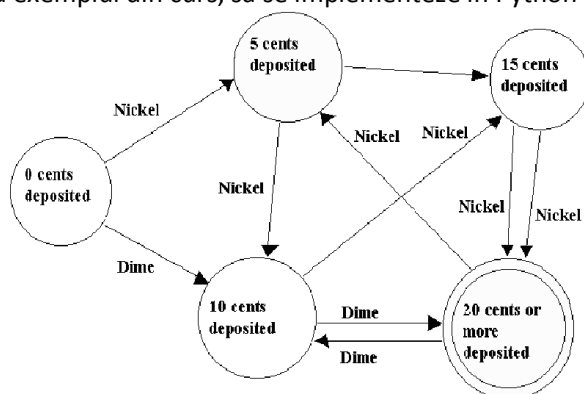 exemplul din curs, să se implementeze in Python
5 cents
deposited
15 cents
deposited
Nickel
Nickel
Nickel
0 cents
deposited
Nickel
Nickel
Nickel
Dime
10 cents
deposited
Dime
Dime
20 cents or
more
deposited